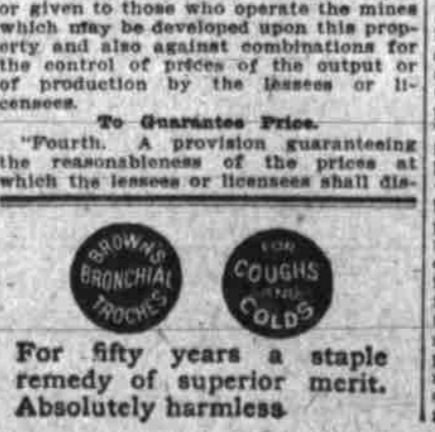 or given to those who operate the mines
which may be developed upon this prop-
erty and also against combinations for
the control of prices of the output or
of production by the lessees or li-
censees.
To Guarantee Price.
"Fourth. A provision guaranteeing
the reasonableness of the prices at
which the lessees or licensees shall dis-
BROWN'S
BRONCHIAL
TROCHES
FOR
COUGHS
AND
COLDS
For fifty years a staple
remedy of superior merit.
Absolutely harmless